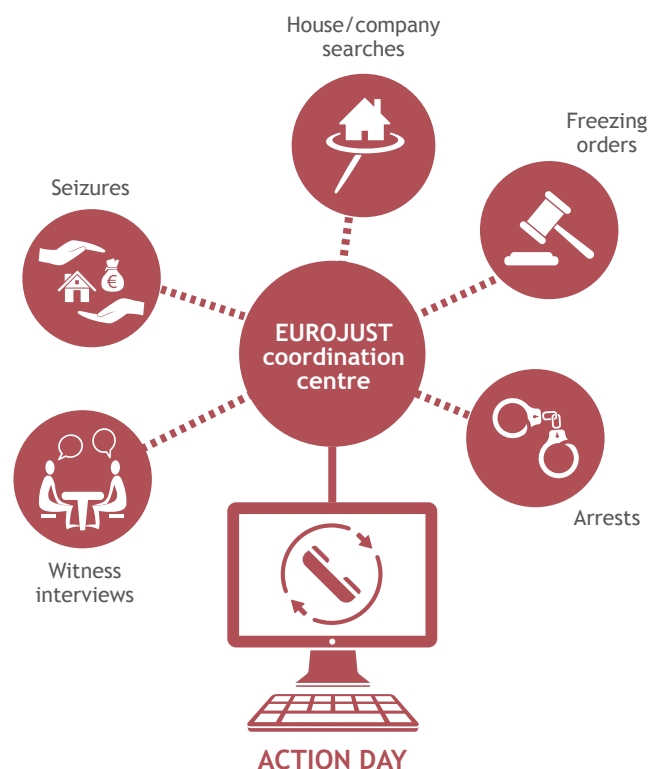 House/company
searches
Freezing
orders
Seizures
€
EUROJUST
coordination
centre
Arrests
Witness
interviews
ACTION DAY